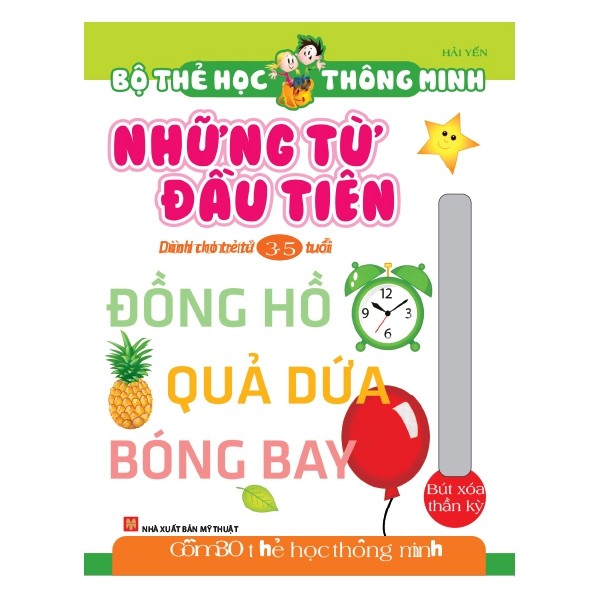 HẢI YẾN
BỘ THẺ HỌC THÔNG MINH
NHỮNG TỪ
ĐẦU TIÊN
Dành cho trẻ từ 3-5 tuổi
ĐỒNG HỒ
12
9 3
6
QUẢ DỨA
BÓNG BAY
Bút xóa
thần kỳ
NHÀ XUẤT BẢN MỸ THUẬT
Gồm 30 thẻ học thông minh